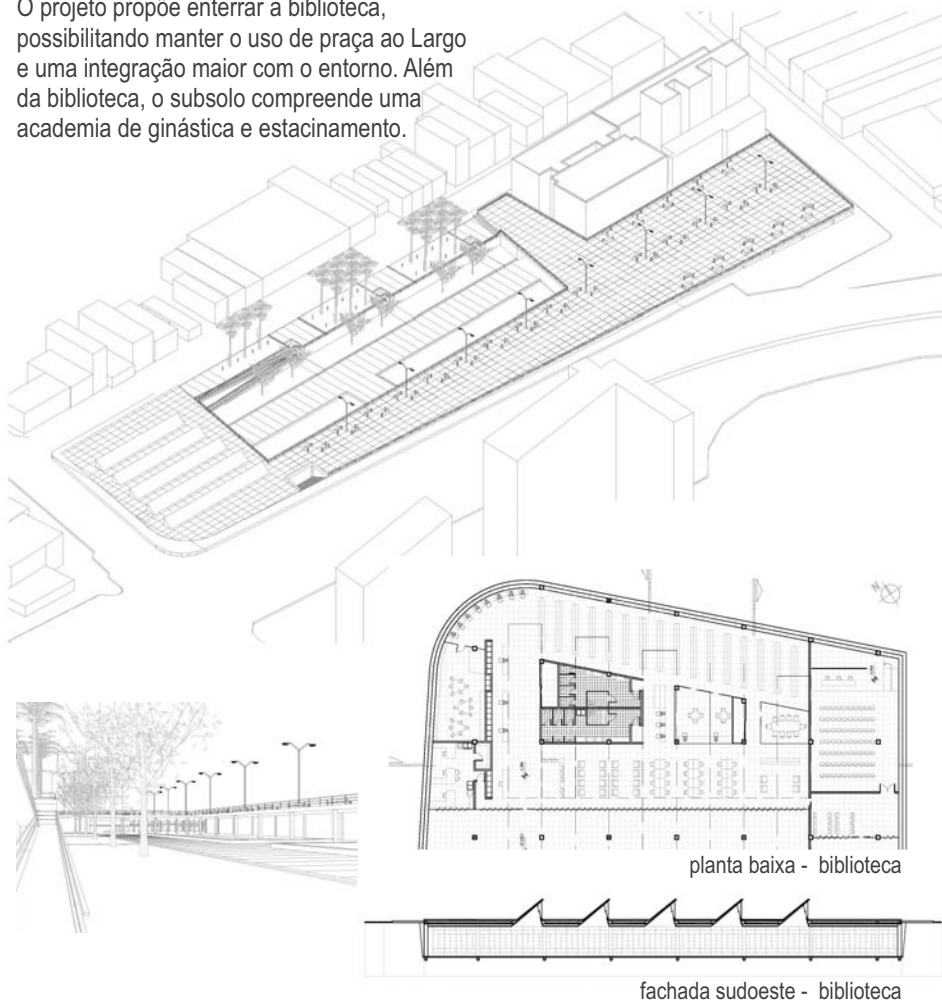 O projeto propõe enterrar a biblioteca,
possibilitando manter o uso de praça ao Largo
e uma integração maior com o entorno. Além
da biblioteca, o subsolo compreende uma
academia de ginástica e estacinamento.
N
planta baixa - biblioteca
fachada sudoeste - biblioteca